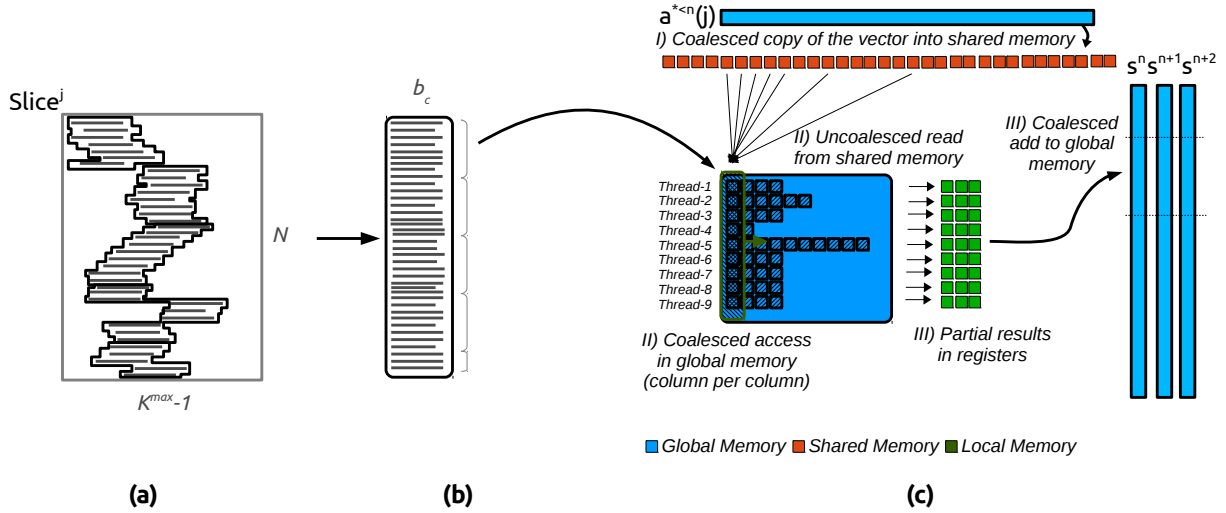 Slice^j
N
K^max-1
(a)
b_c
(b)
a^*<n(j)
I) Coalesced copy of the vector into shared memory
II) Uncoalesced read
from shared memory
Thread-1
Thread-2
Thread-3
Thread-4
Thread-5
Thread-6
Thread-7
Thread-8
Thread-9
II) Coalesced access
in global memory
(column per column)
III) Partial results
in registers
III) Coalesced
add to global
memory
s^n s^n+1 s^n+2
Global Memory Shared Memory Local Memory
(c)